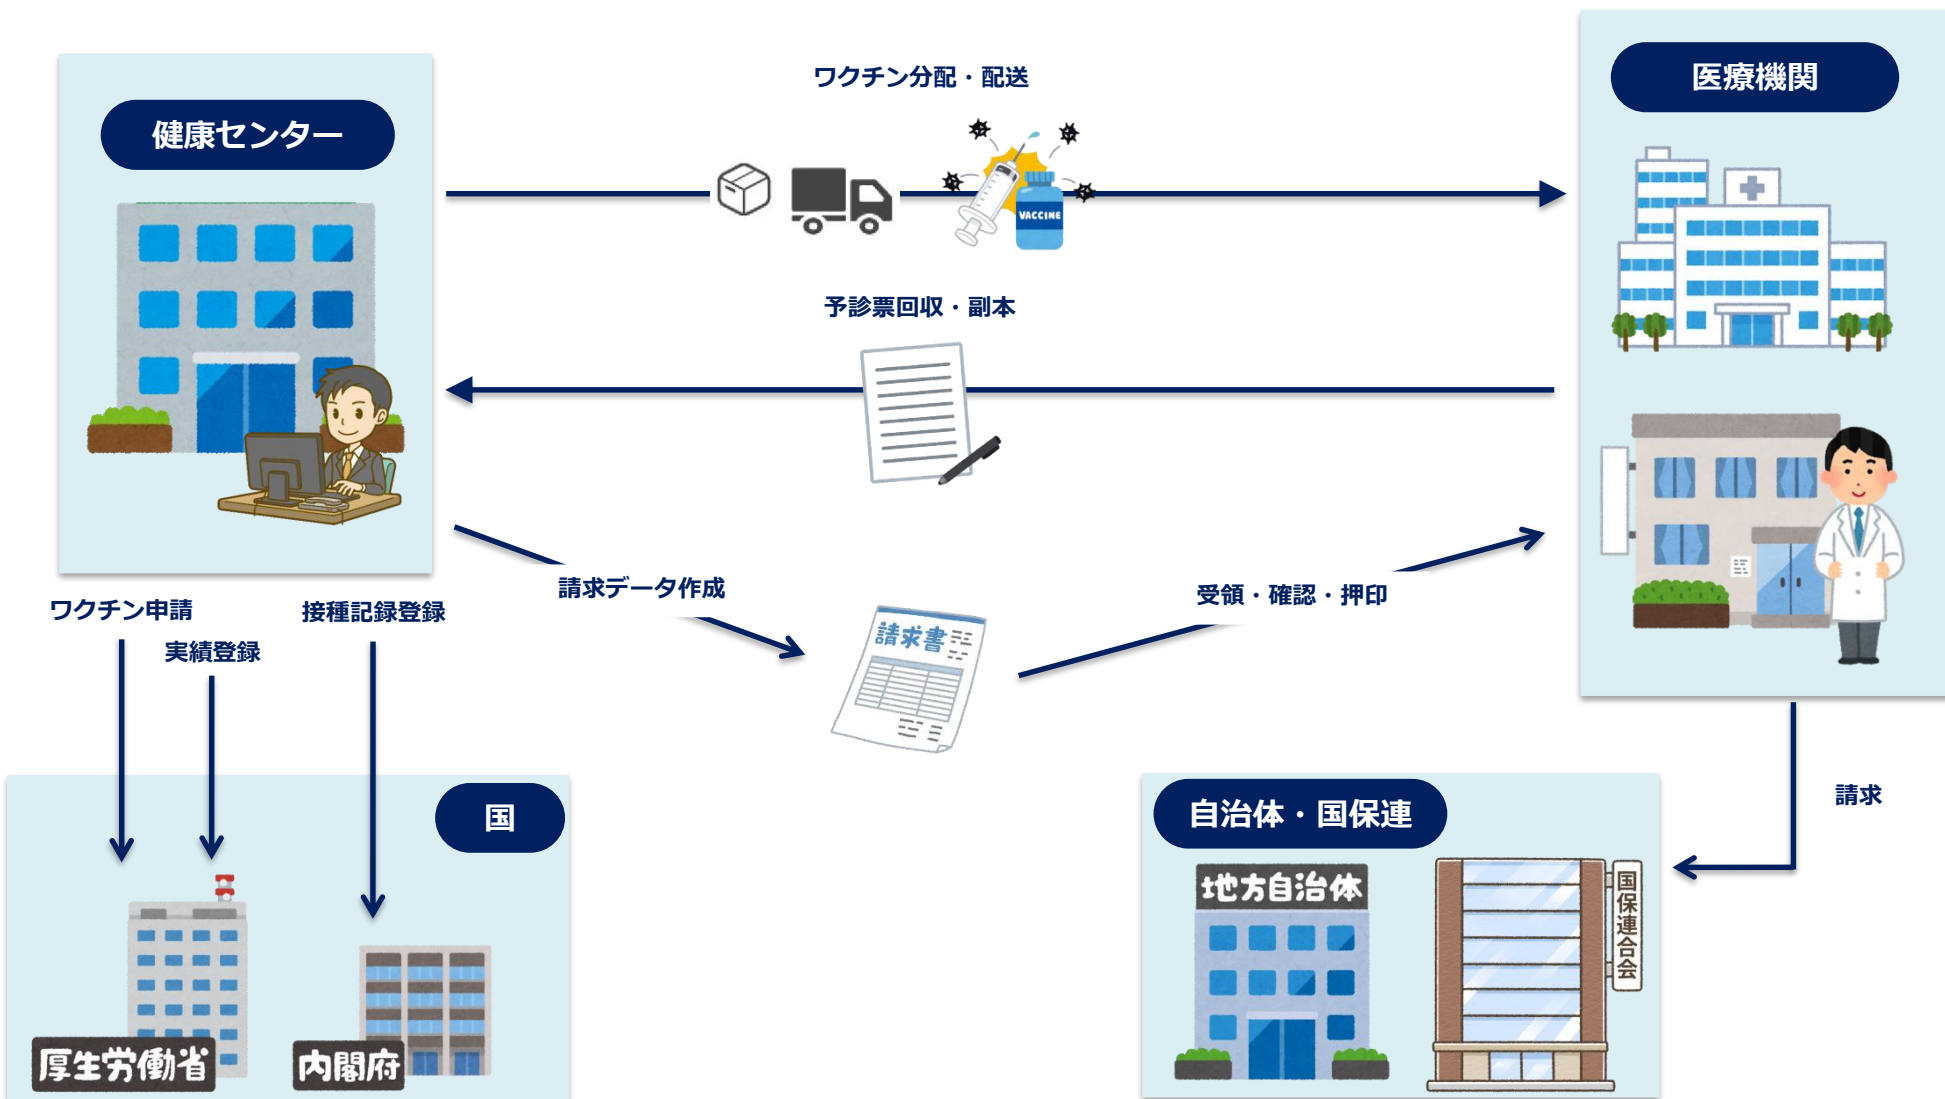 ワクチン分配・配送
医療機関
健康センター
VACCINE
予診票回収・副本
請求データ作成
受領・確認・押印
ワクチン申請
接種記録登録
実績登録
請求書
国
自治体・国保連
請求
地方自治体
国保連合会
厚生労働省
内閣府